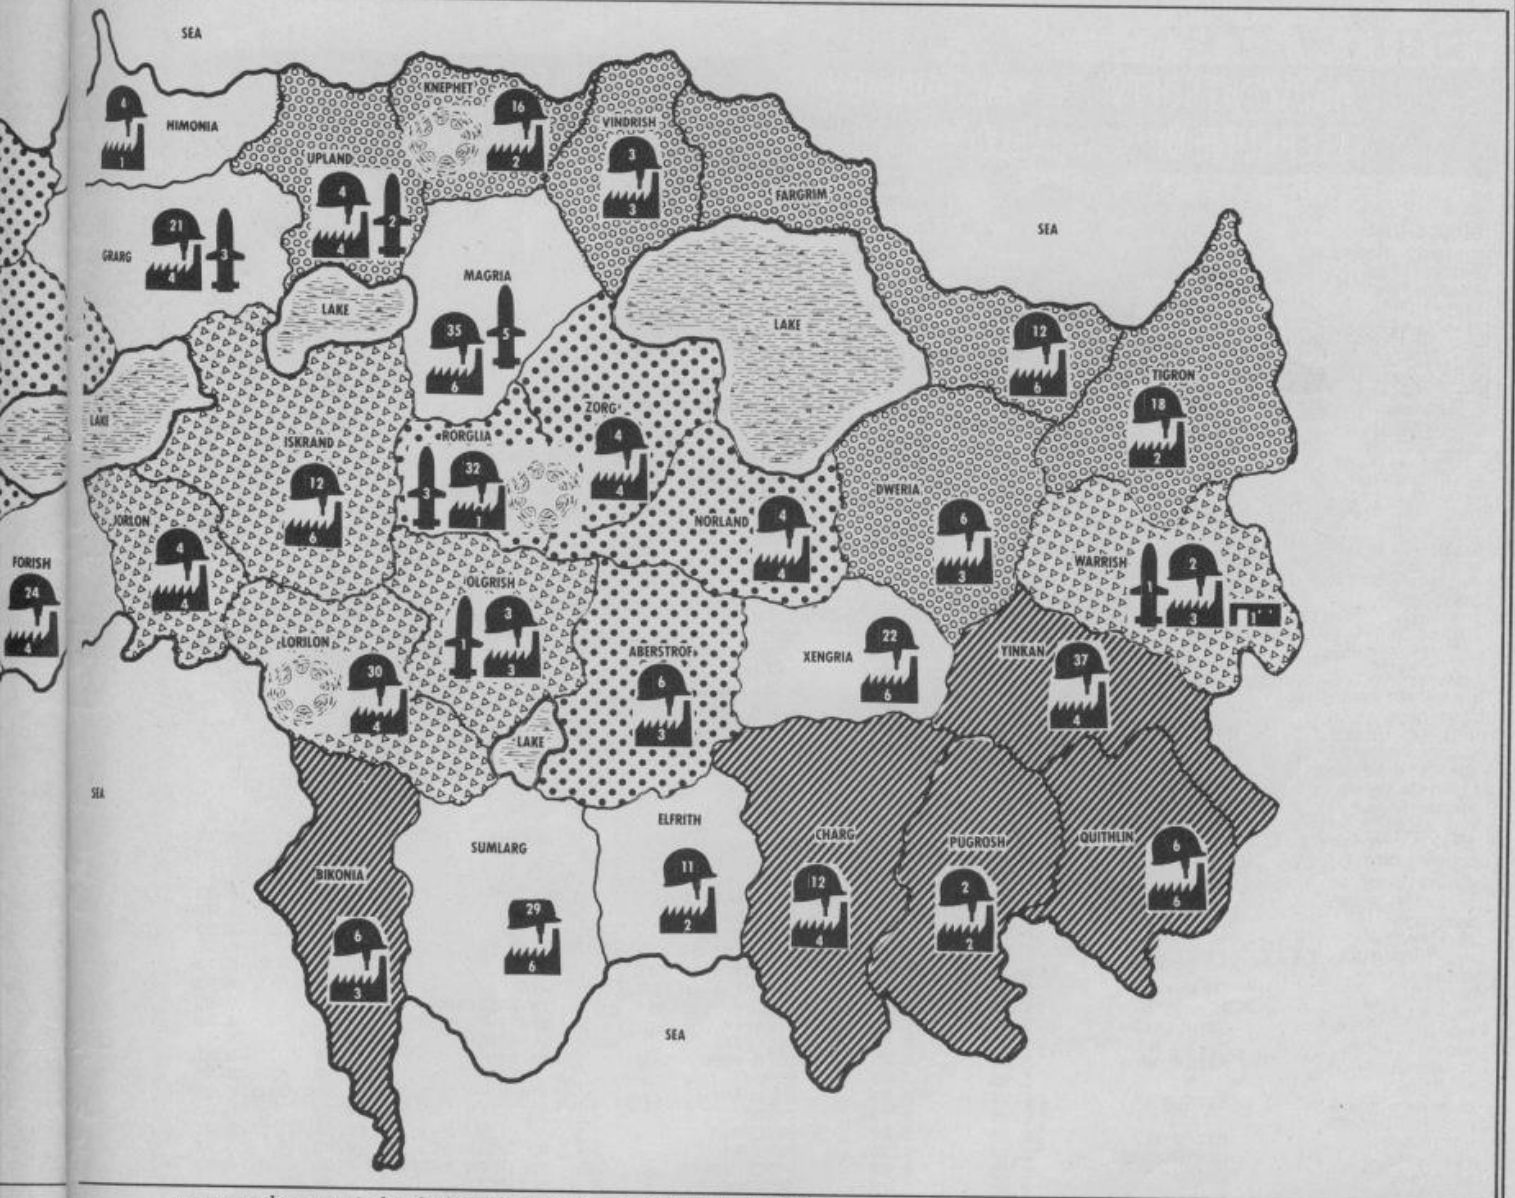 SEA
4
HIMONIA
1
KNEPHET
16
2
VINDRISH
3
3
UPLAND
4
2
4
FARGRIM
SEA
21
GRARG
3
4
MAGRIA
35
5
6
LAKE
LAKE
12
6
TIGRON
18
2
LAKE
ISKRAND
12
6
RORGLIA
3
32
1
ZORG
4
4
NORLAND
4
4
DWERIA
6
3
JORLON
4
4
FORISH
24
4
WARRISH
1
2
3
1
OLGRISH
1
3
3
LORILON
30
4
ABERSTROF
6
3
XENGRIA
22
6
YINKAN
37
4
LAKE
SEA
SUMLARG
29
6
ELFRITH
11
2
CHARG
12
4
PUGROSH
2
2
QUITHLIN
6
6
BIKONIA
6
3
SEA